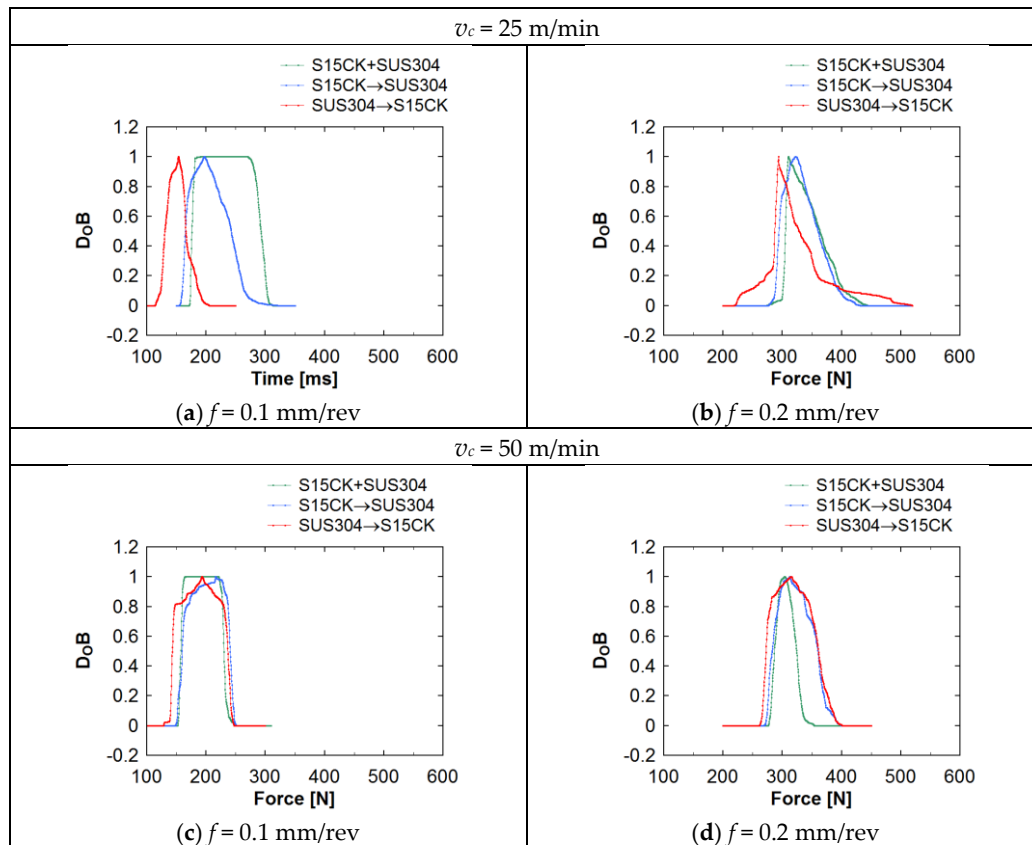 v_c = 25 m/min
S15CK+SUS304
S15CK→SUS304
SUS304→S15CK
1.2
1
0.8
0.6
0.4
0.2
0
-0.2
DoB
100 200 300 400 500 600
Time [ms]
(a) f = 0.1 mm/rev
S15CK+SUS304
S15CK→SUS304
SUS304→S15CK
1.2
1
0.8
0.6
0.4
0.2
0
-0.2
DoB
100 200 300 400 500 600
Force [N]
(b) f = 0.2 mm/rev
v_c = 50 m/min
S15CK+SUS304
S15CK→SUS304
SUS304→S15CK
1.2
1
0.8
0.6
0.4
0.2
0
-0.2
DoB
100 200 300 400 500 600
Force [N]
(c) f = 0.1 mm/rev
S15CK+SUS304
S15CK→SUS304
SUS304→S15CK
1.2
1
0.8
0.6
0.4
0.2
0
-0.2
DoB
100 200 300 400 500 600
Force [N]
(d) f = 0.2 mm/rev